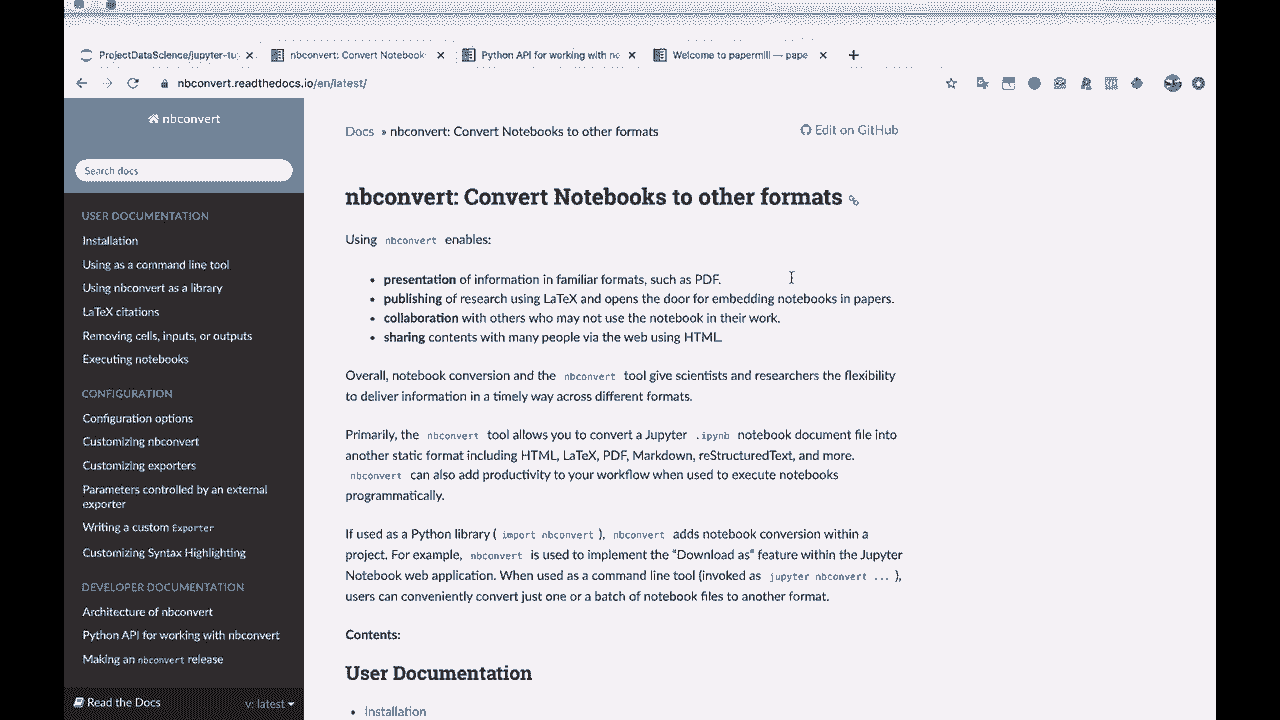 ProjectDataScience/jupyter-tu
nbconvert: Convert Notebook
Python API for working with no
Welcome to papermill — pape
nbconvert.readthedocs.io/en/latest/
nbconvert
Search docs
USER DOCUMENTATION
Installation
Using as a command line tool
Using nbconvert as a library
LaTeX citations
Removing cells, inputs, or outputs
Executing notebooks
CONFIGURATION
Configuration options
Customizing nbconvert
Customizing exporters
Parameters controlled by an external
exporter
Writing a custom Exporter
Customizing Syntax Highlighting
DEVELOPER DOCUMENTATION
Architecture of nbconvert
Python API for working with nbconvert
Making an nbconvert release
Read the Docs
v: latest
Docs » nbconvert: Convert Notebooks to other formats
Edit on GitHub
nbconvert: Convert Notebooks to other formats
Using nbconvert enables:
• presentation of information in familiar formats, such as PDF.
• publishing of research using LaTeX and opens the door for embedding notebooks in papers.
• collaboration with others who may not use the notebook in their work.
• sharing contents with many people via the web using HTML.
Overall, notebook conversion and the nbconvert tool give scientists and researchers the flexibility
to deliver information in a timely way across different formats.
Primarily, the nbconvert tool allows you to convert a Jupyter .ipynb notebook document file into
another static format including HTML, LaTeX, PDF, Markdown, reStructuredText, and more.
nbconvert can also add productivity to your workflow when used to execute notebooks
programmatically.
If used as a Python library ( import nbconvert ), nbconvert adds notebook conversion within a
project. For example, nbconvert is used to implement the “Download as” feature within the Jupyter
Notebook web application. When used as a command line tool (invoked as jupyter nbconvert ... ),
users can conveniently convert just one or a batch of notebook files to another format.
Contents:
User Documentation
• Installation